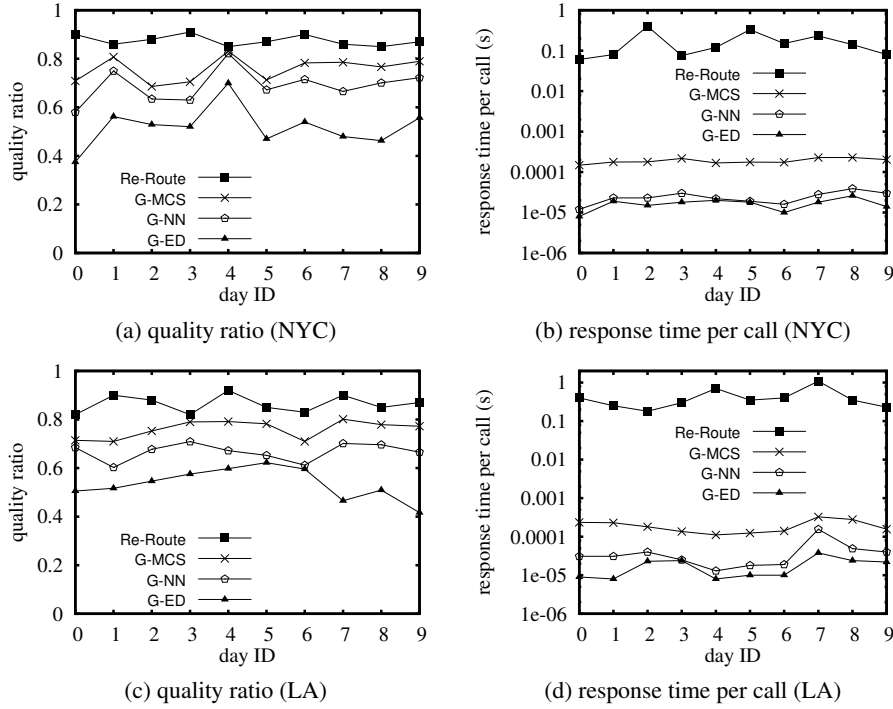 1
0.8
0.6
0.4
0.2
0
quality ratio
Re-Route
G-MCS
G-NN
G-ED
0 1 2 3 4 5 6 7 8 9
day ID
(a) quality ratio (NYC)
1
0.1
0.1
0.001
0.0001
1e-05
1e-06
response time per call (s)
Re-Route
G-MCS
G-NN
G-ED
0 1 2 3 4 5 6 7 8 9
day ID
(b) response time per call (NYC)
1
0.8
0.6
0.4
0.2
0
quality ratio
Re-Route
G-MCS
G-NN
G-ED
0 1 2 3 4 5 6 7 8 9
day ID
(c) quality ratio (LA)
1
0.1
0.1
0.001
0.0001
1e-05
1e-06
response time per call (s)
Re-Route
G-MCS
G-NN
G-ED
0 1 2 3 4 5 6 7 8 9
day ID
(d) response time per call (LA)